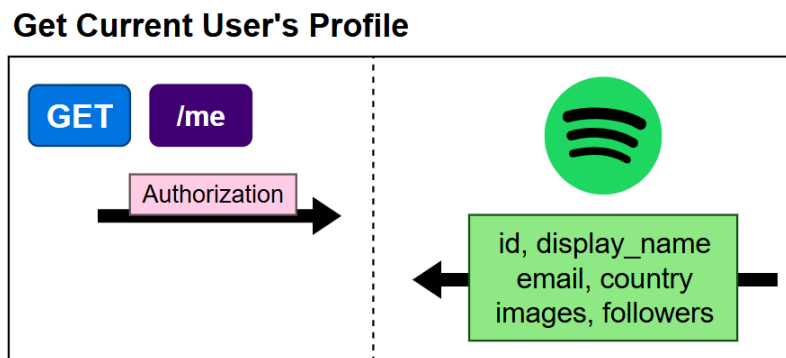 Get Current User's Profile
GET
/me
Authorization
id, display_name
email, country
images, followers